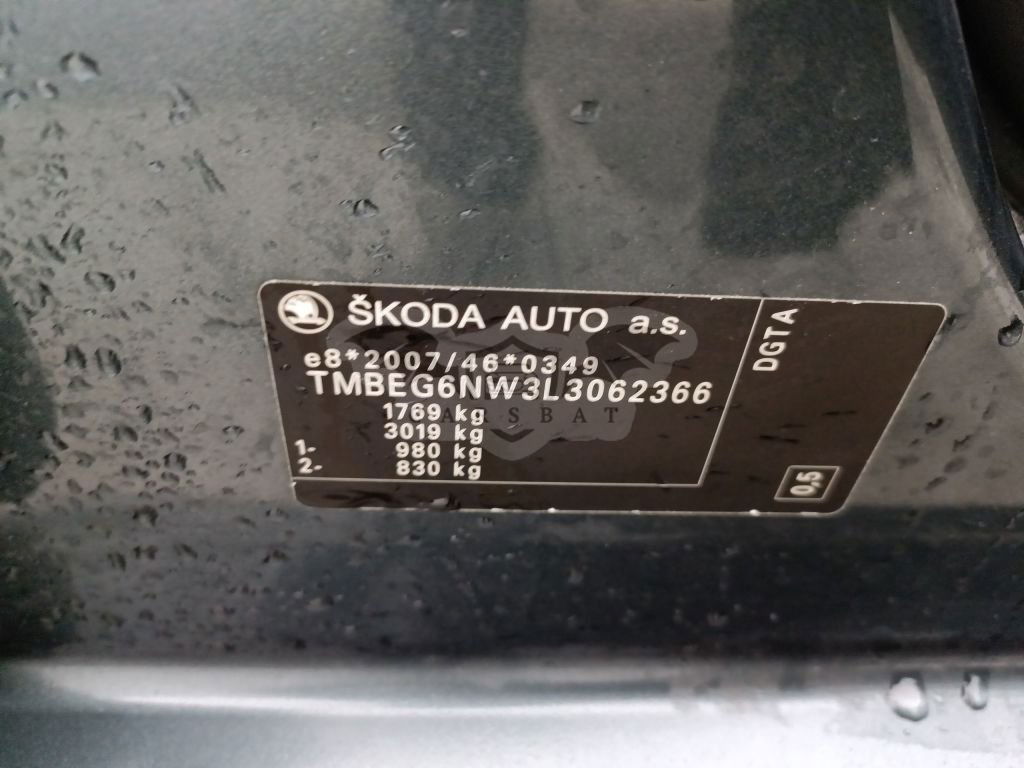 ŠKODA AUTO a.s.
e8*2007/46*0349
TMBEG6NW3L3062366
1769 kg
3019 kg
1- 980 kg
2- 830 kg
DGTA
0,5